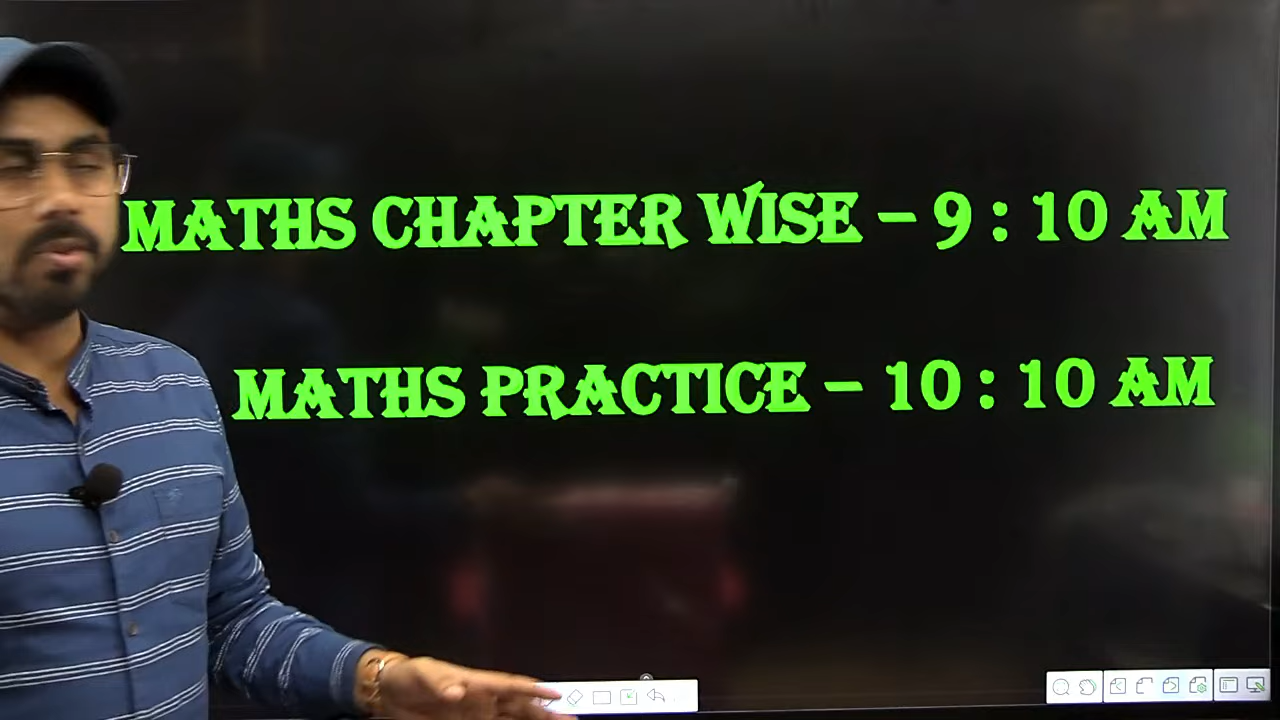 MATHS CHAPTER WISE – 9 : 10 AM
MATHS PRACTICE – 10 : 10 AM